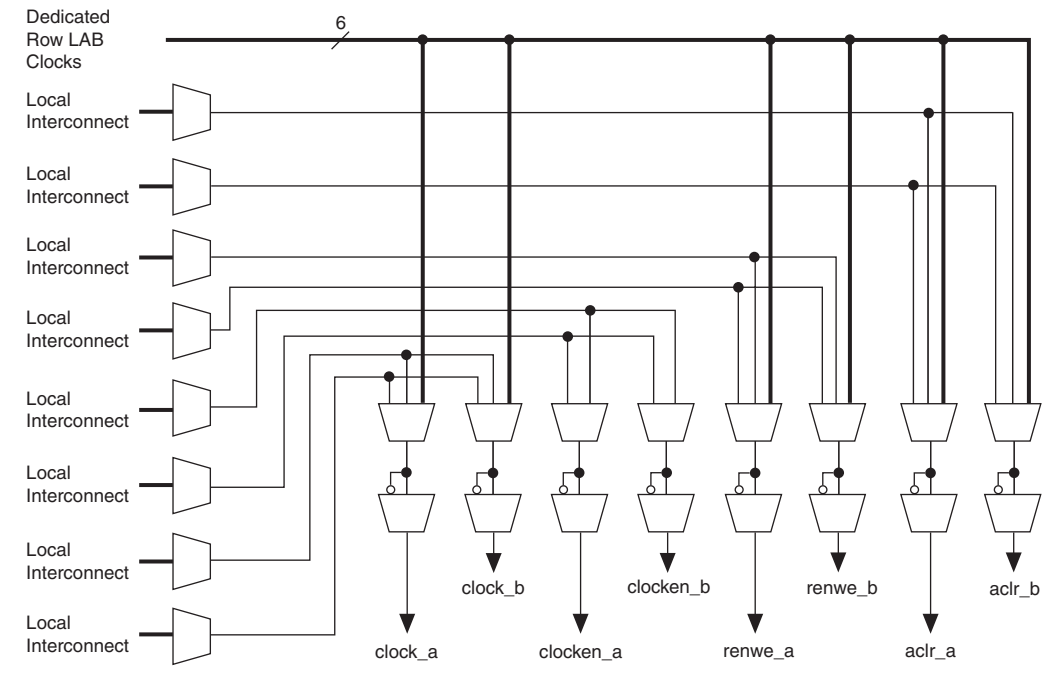 Dedicated
Row LAB
Clocks
6
Local
Interconnect
Local
Interconnect
Local
Interconnect
Local
Interconnect
Local
Interconnect
Local
Interconnect
Local
Interconnect
Local
Interconnect
clock_b
clocken_b
renwe_b
aclr_b
clock_a
clocken_a
renwe_a
aclr_a